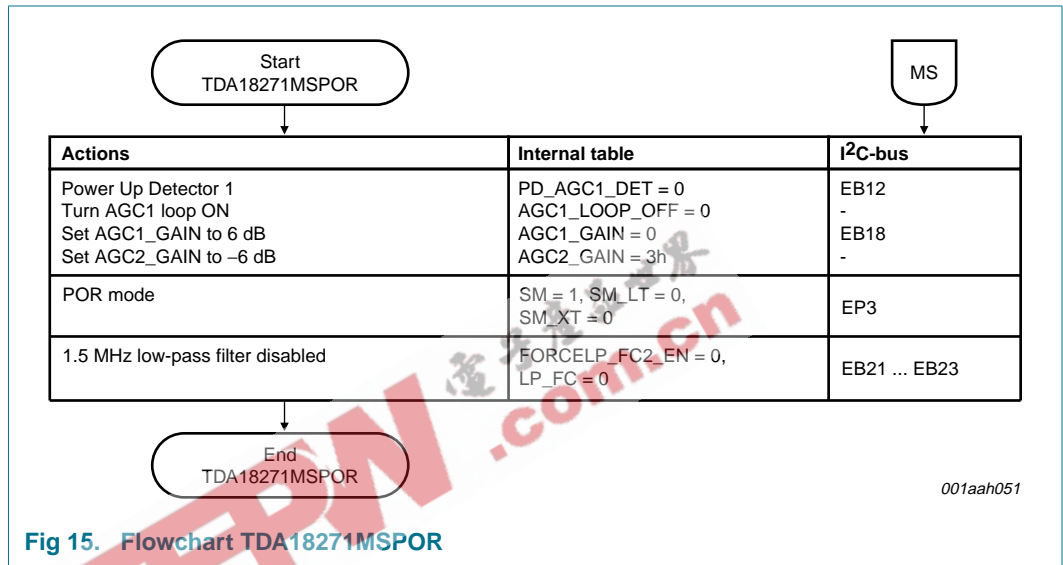 Start
TDA18271MSPOR
MS
Actions
Internal table
I2C-bus
Power Up Detector 1
PD_AGC1_DET = 0
EB12
Turn AGC1 loop ON
AGC1_LOOP_OFF = 0
-
Set AGC1_GAIN to 6 dB
AGC1_GAIN = 0
EB18
Set AGC2_GAIN to −6 dB
AGC2_GAIN = 3h
-
POR mode
SM = 1, SM_LT = 0,
SM_XT = 0
EP3
1.5 MHz low-pass filter disabled
FORCELP_FC2_EN = 0,
LP_FC = 0
EB21 ... EB23
End
TDA18271MSPOR
001aah051
Fig 15. Flowchart TDA18271MSPOR
.com.cn
.com